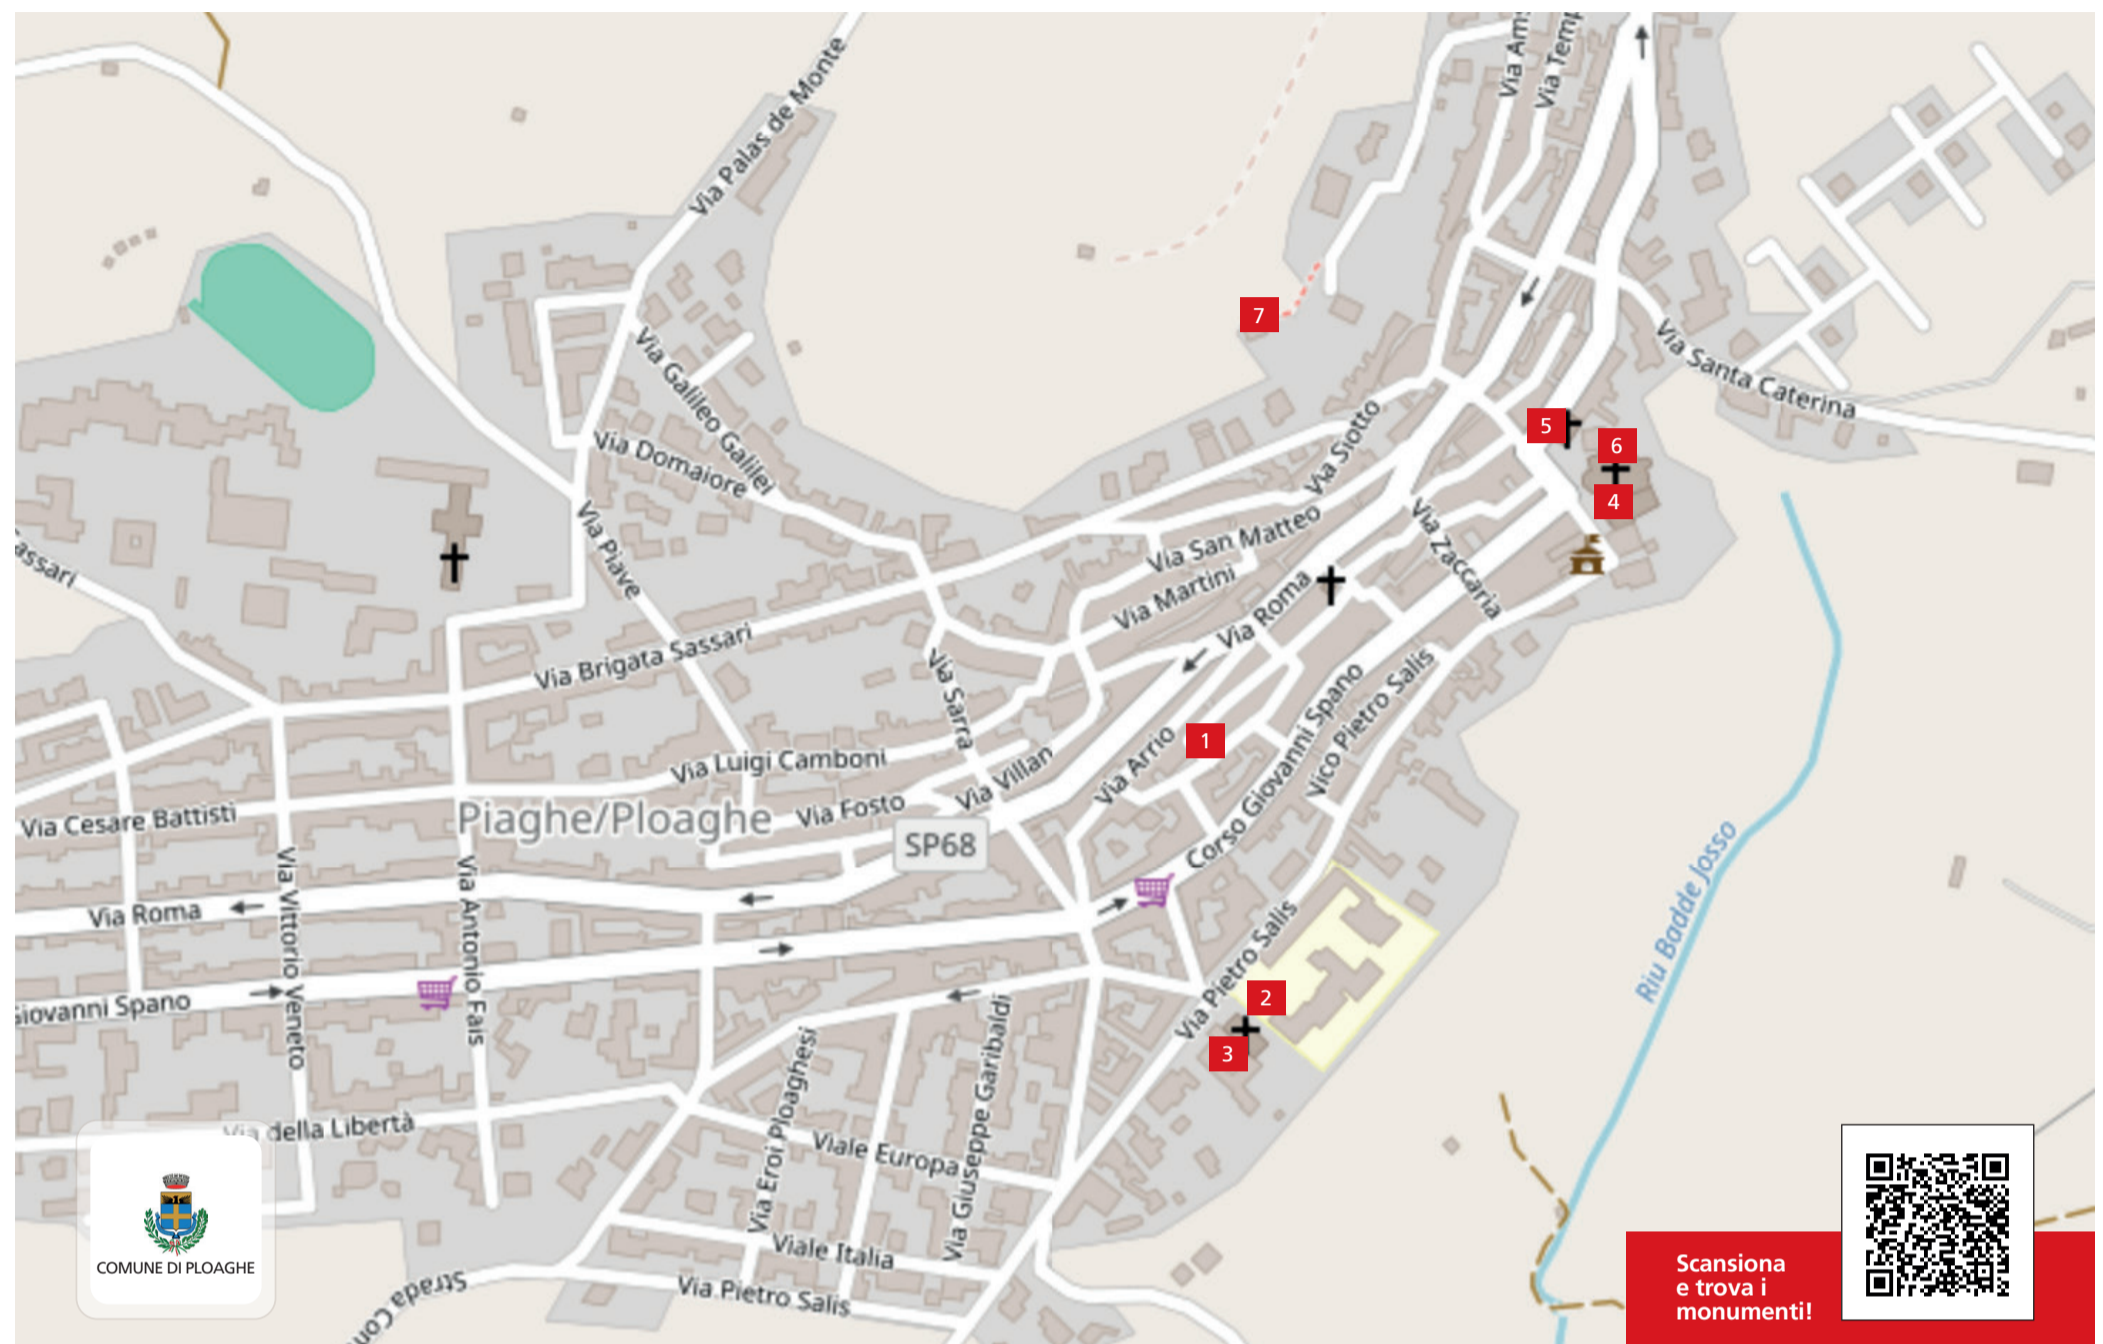 Via Palas de Monte
Via Ams
Via Temp
Via Galileo Galilei
Via Domaiore
Via Piave
Via Santa Caterina
Via Siotto
Via San Matteo
Via Martini
Via Zaccaria
Via Roma
Via Brigata Sassari
assari
Via Sarra
Via Luigi Camboni
Via Villan
Via Arrio
Corso Giovanni Spano
Vico Pietro Salis
Via Cesare Battisti
Piaghe/Ploaghe
Via Fosto
SP68
Via Roma
Via Vittorio Veneto
Via Antonio Fais
Giovanni Spano
Via Pietro Salis
Riu Badde Josso
Via della Libertà
Via Eroi Ploaghesi
Via Giuseppe Garibaldi
Viale Europa
Viale Italia
Via Pietro Salis
Strada Con
7
5
6
4
1
2
3
COMUNE DI PLOAGHE
Scansiona
e trova i
monumenti!